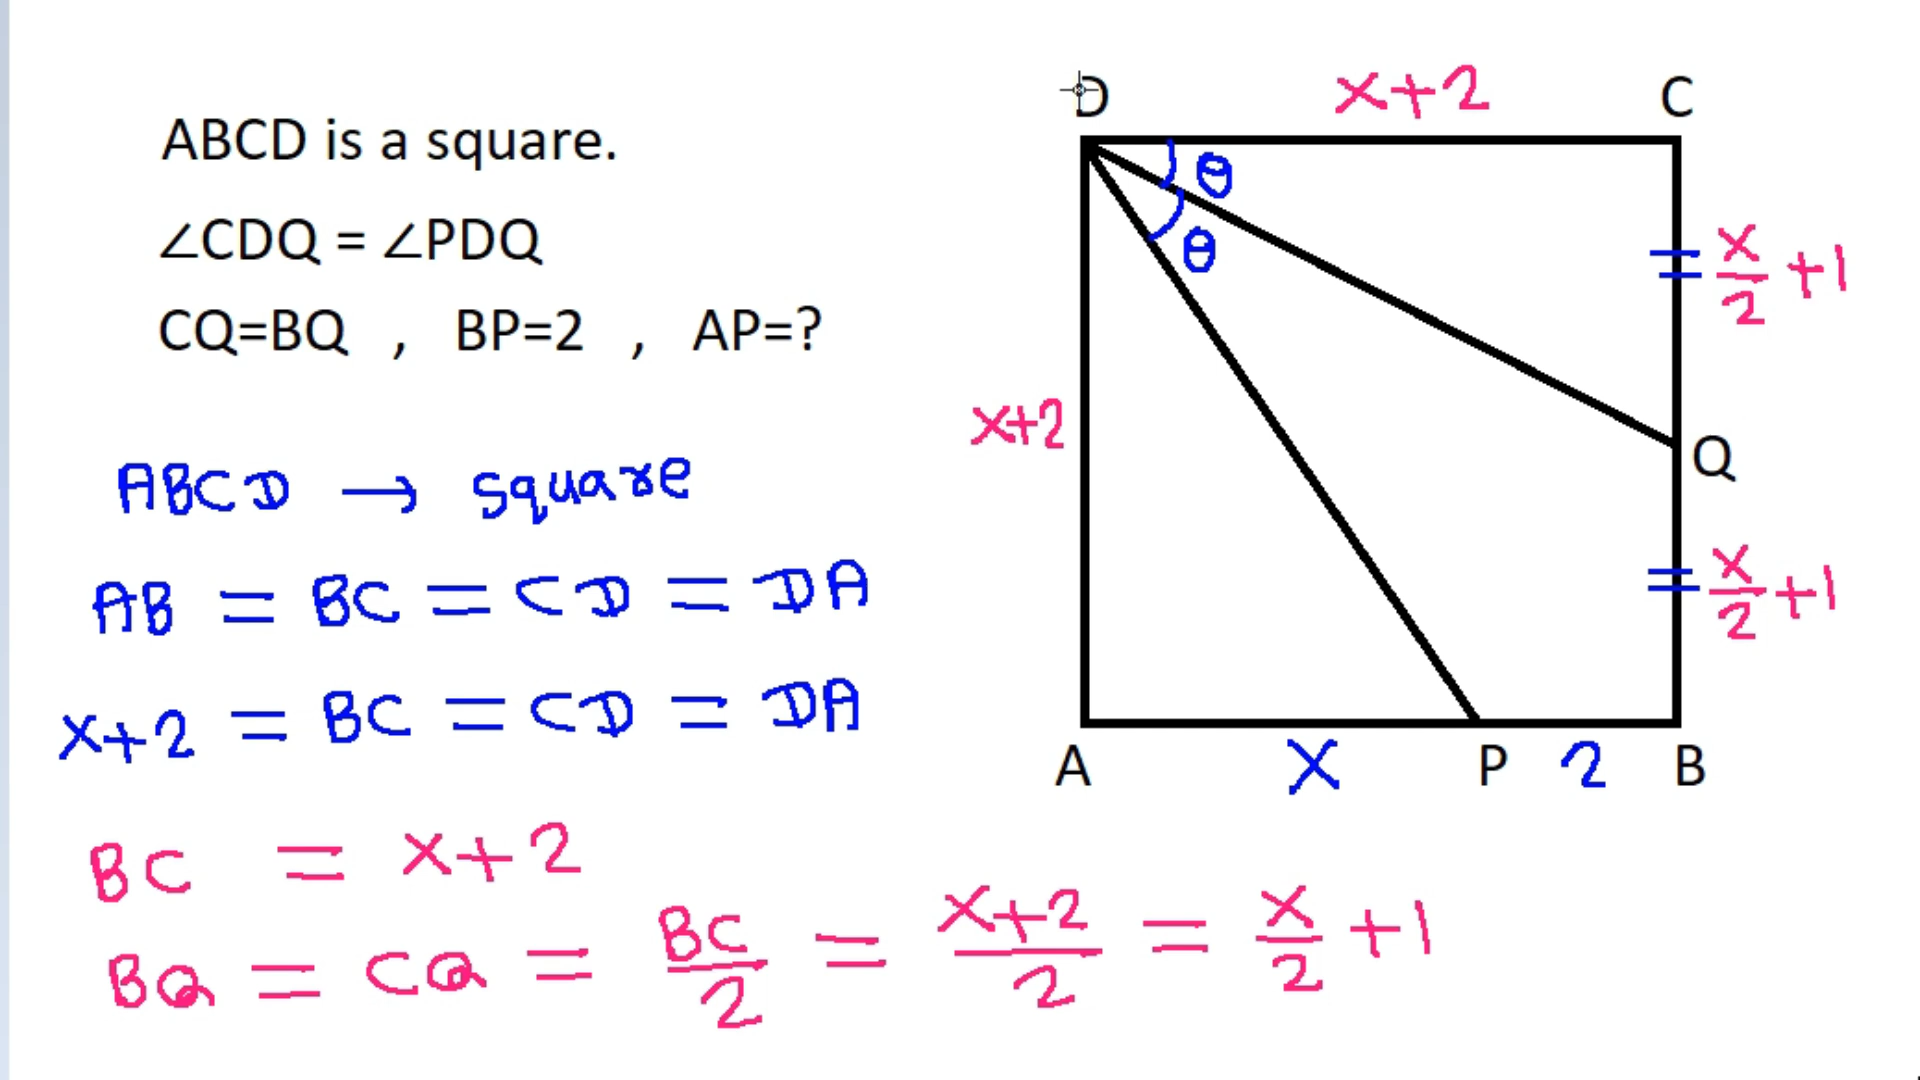 ABCD is a square.
∠CDQ = ∠PDQ
CQ=BQ , BP=2 , AP=?
ABCD → square
AB = BC = CD = DA
x+2 = BC = CD = DA
BC = x+2
BQ = CQ = BC/2 = x+2/2 = x/2 +1
D x+2 C
θ
θ
x/2 +1
x+2
Q
x/2 +1
A x P 2 B